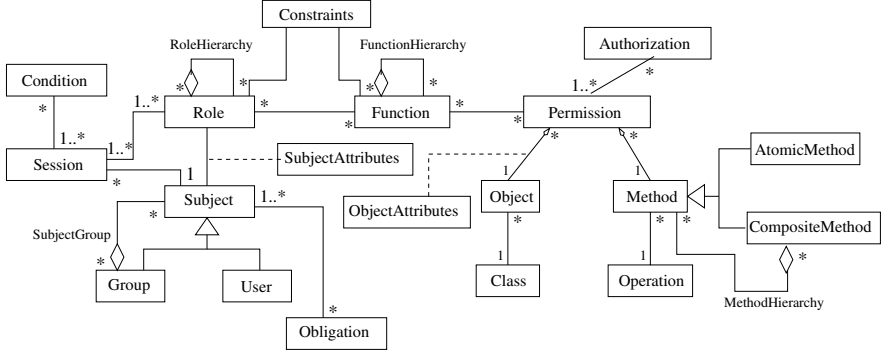 Constraints
RoleHierarchy
FunctionHierarchy
Authorization
* * * *
*
1..*
Condition
*
1..*
Role
*
*
Function
*
*
Permission
1..*
1..*
Session
*
SubjectAttributes
*
*
AtomicMethod
1
Subject
*
1..*
ObjectAttributes
1
Object
*
1
Method
*
*
CompositeMethod
*
SubjectGroup
*
Group
User
1
Class
1
Operation
MethodHierarchy
*
Obligation